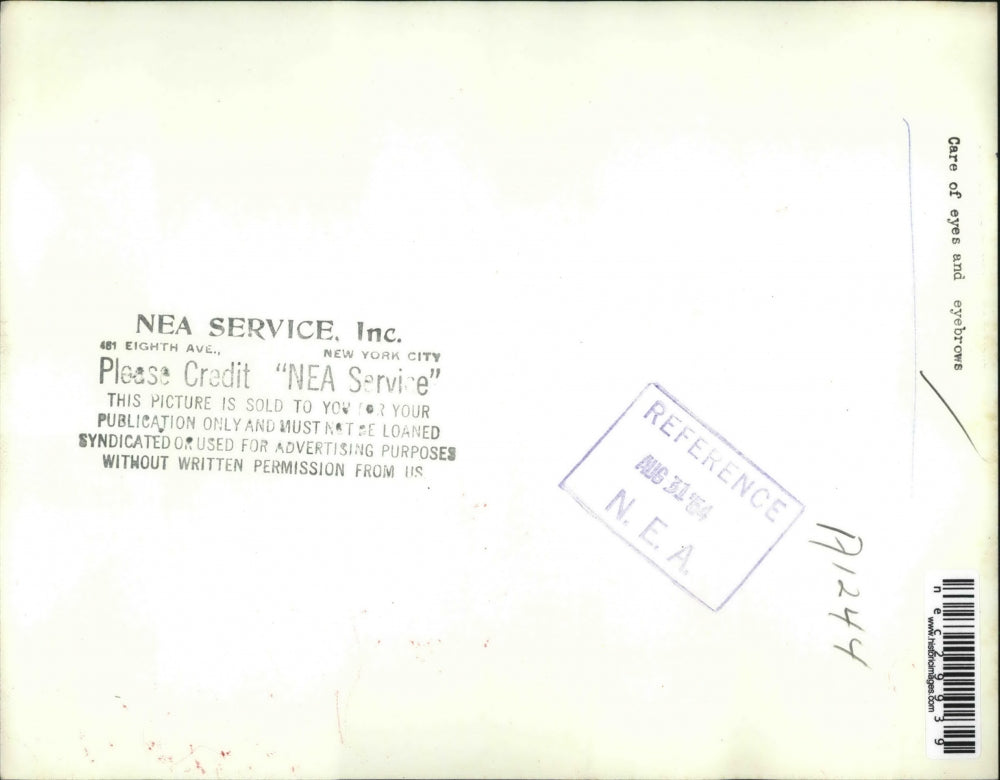 NEA SERVICE, Inc.
461 EIGHTH AVE., NEW YORK CITY
Please Credit "NEA Service"
THIS PICTURE IS SOLD TO YOU FOR YOUR
PUBLICATION ONLY AND MUST NOT BE LOANED
SYNDICATED OR USED FOR ADVERTISING PURPOSES
WITHOUT WRITTEN PERMISSION FROM US
REFERENCE
AUG 31 '54
N. E. A.
Care of eyes and eyebrows
A1244
nec29939
www.historicimages.com